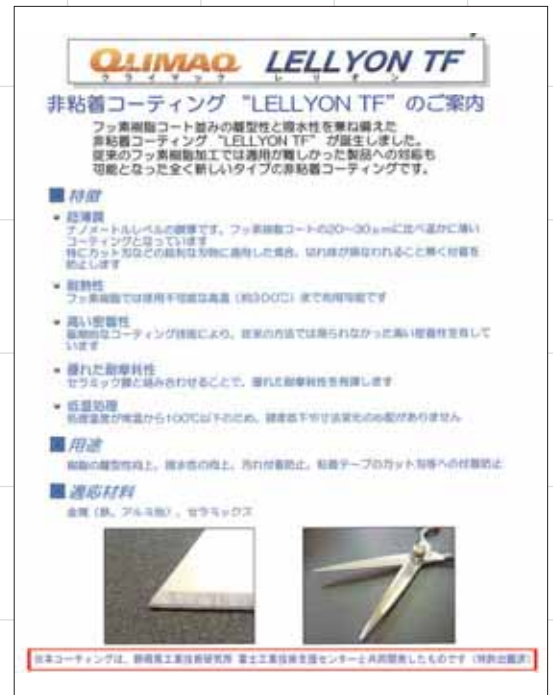 QLIMAQ LELLYON TF
クライマック レリオン
非粘着コーティング “LELLYON TF”のご案内
フッ素樹脂コート並みの離型性と撥水性を兼ね備えた
非粘着コーティング “LELLYON TF” が誕生しました。
従来のフッ素樹脂加工では適用が難しかった製品への対応も
可能となった全く新しいタイプの非粘着コーティングです。
■ 特徴
• 超薄膜
ナノメートルレベルの膜厚です。フッ素樹脂コートの20～30μmに比べ遥かに薄い
コーティングとなっています
特にカット刃などの鋭利な刃物に適用した場合、切れ味が損なわれること無く付着を
防止します
• 耐熱性
フッ素樹脂では使用不可能な高温(約300℃)まで利用可能です
• 高い密着性
画期的なコーティング技術により、従来の方法では得られなかった高い密着性を有して
います
• 優れた耐摩耗性
セラミック膜と組み合わせることで、優れた耐摩耗性を発揮します
• 低温処理
処理温度が常温から100℃以下のため、硬度低下や寸法変化の心配がありません
■ 用途
樹脂の離型性向上、撥水性の向上、汚れ付着防止、粘着テープのカット刃等への付着防止
■ 適応材料
金属(鉄、アルミ他)、セラミックス
※本コーティングは、静岡県工業技術研究所 富士工業技術支援センターと共同開発したものです(特許出願済)